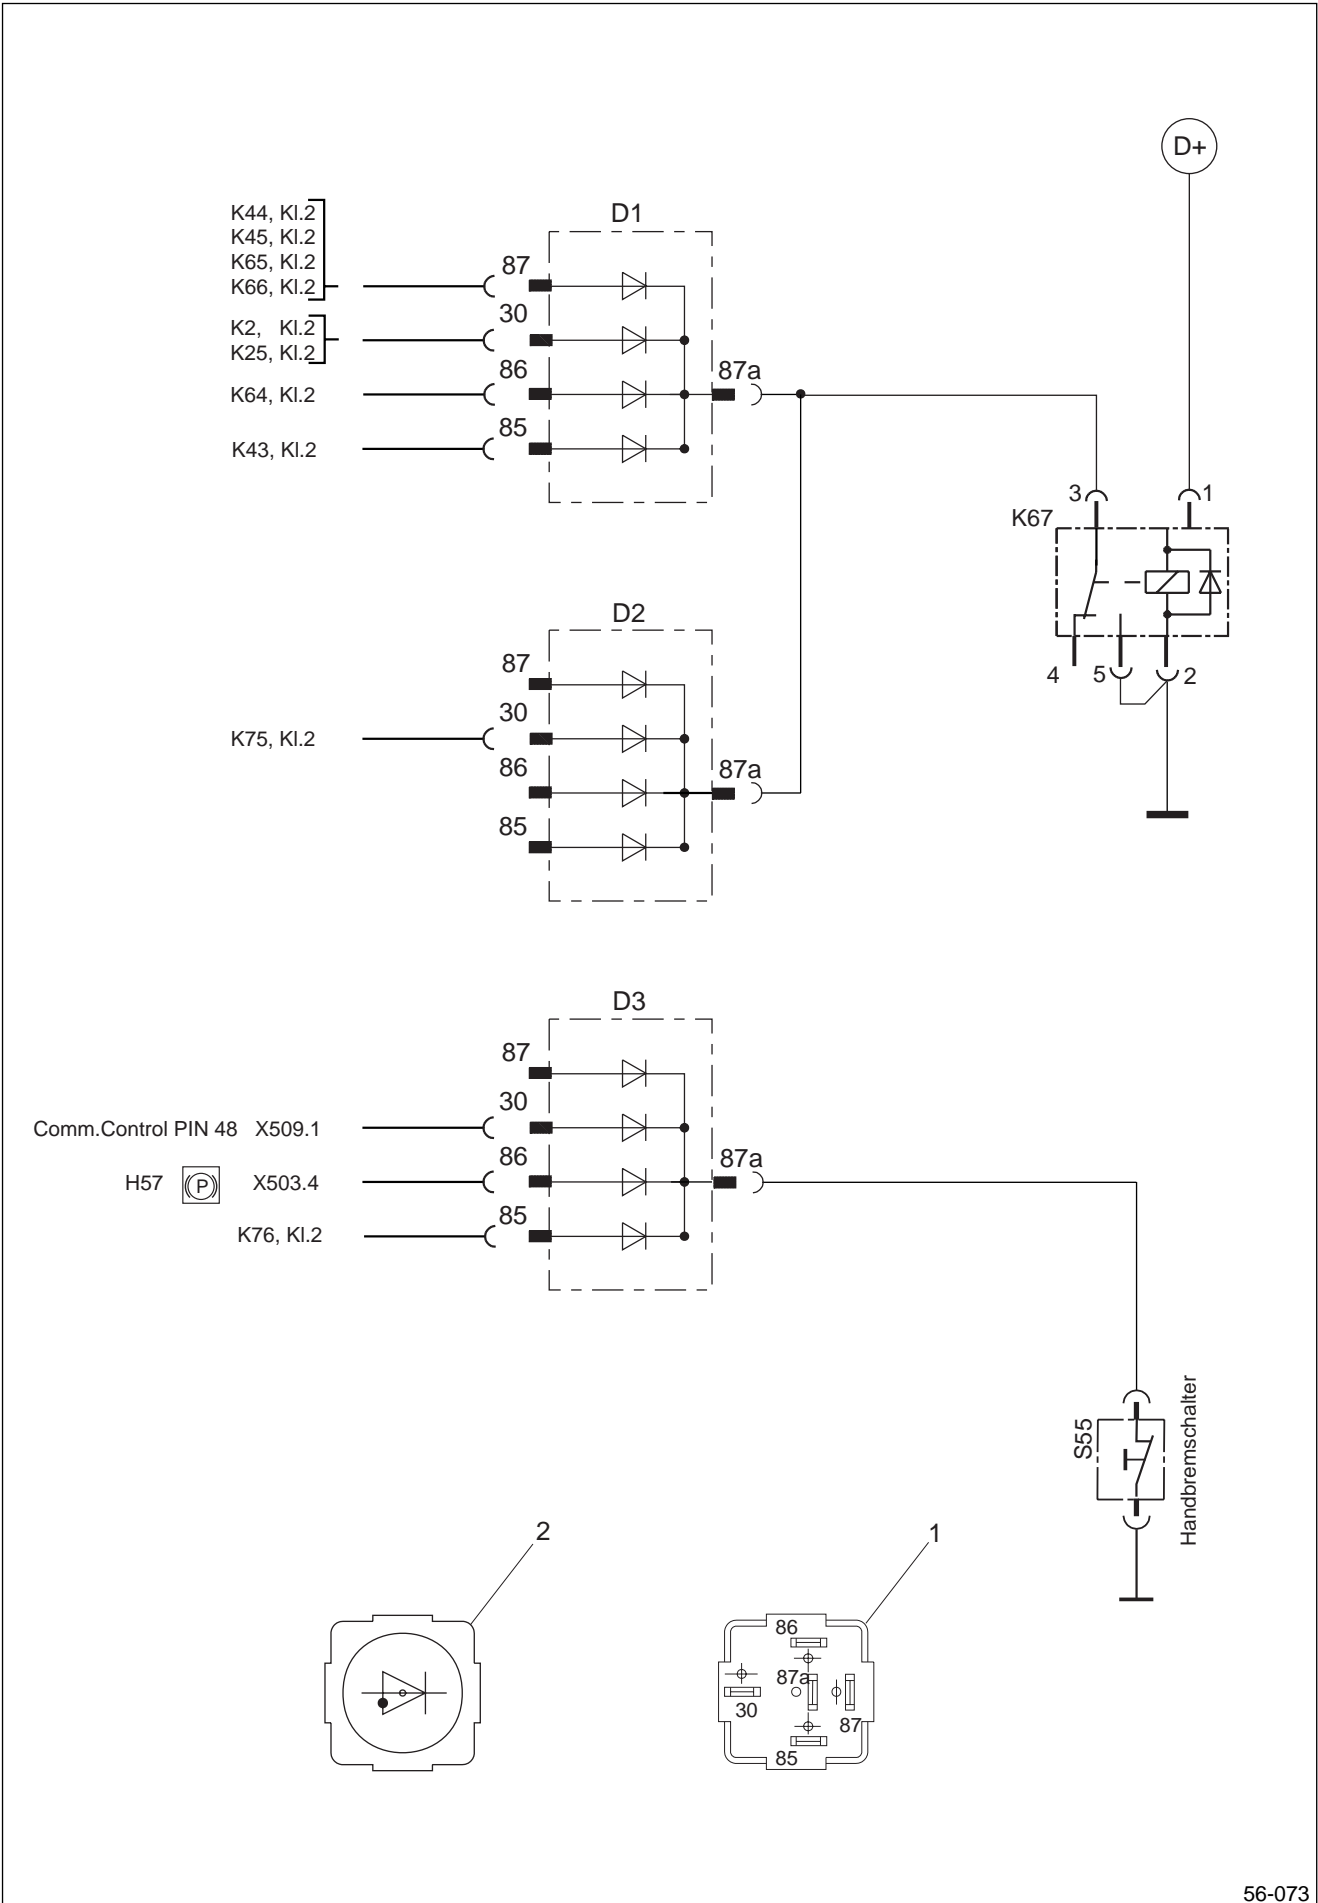 D+
D1
K44, Kl.2
K45, Kl.2
K65, Kl.2
K66, Kl.2
87
K2, Kl.2
K25, Kl.2
30
K64, Kl.2
86
87a
K43, Kl.2
85
3
1
K67
4
5
2
D2
87
K75, Kl.2
30
86
87a
85
D3
87
Comm.Control PIN 48 X509.1
30
H57 (P) X503.4
86
87a
K76, Kl.2
85
S55
Handbremschalter
2
1
86
87a
30
87
85
56-073